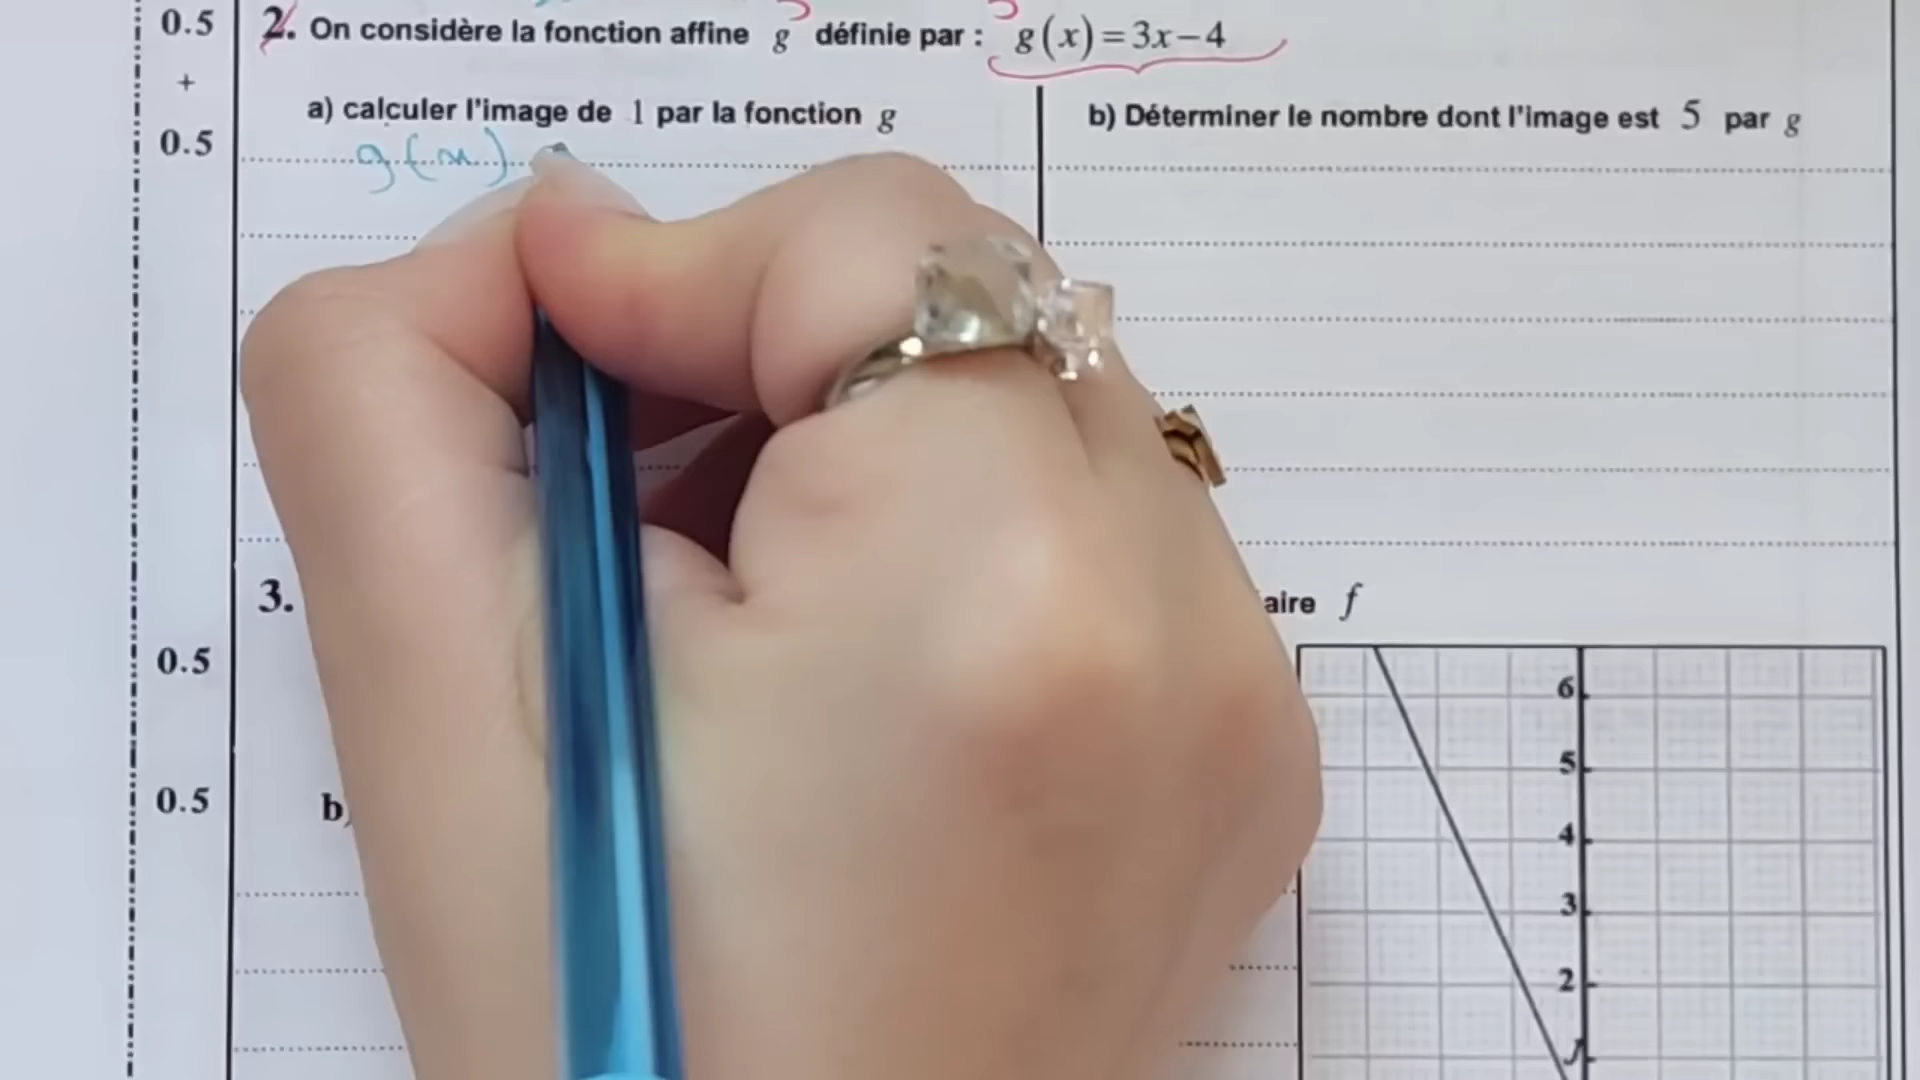 0.5 2. On considère la fonction affine g définie par : g(x)=3x−4
+
a) calculer l'image de 1 par la fonction g
b) Déterminer le nombre dont l'image est 5 par g
0.5
g(x)
3.
aire f
0.5
0.5
b)
6
5
4
3
2
1